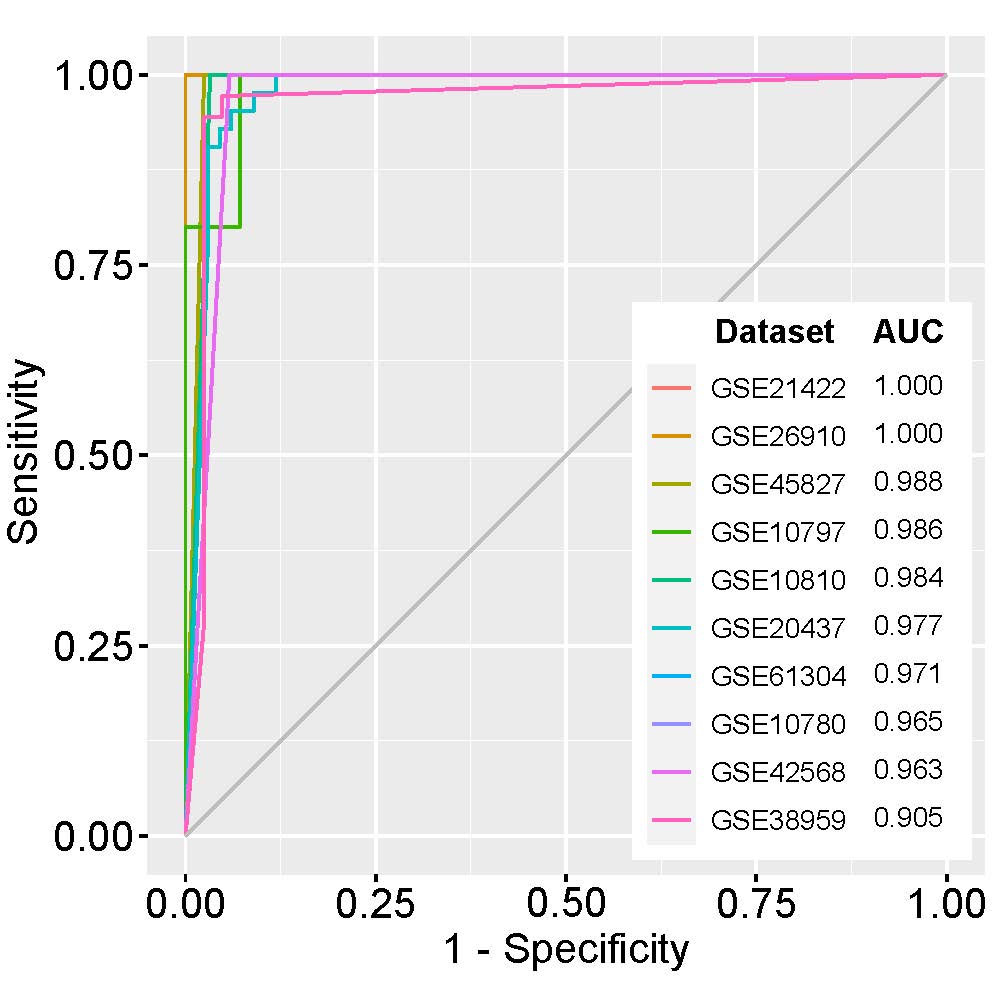 1.00
0.75
0.50
0.25
0.00
Sensitivity
Dataset AUC
GSE21422 1.000
GSE26910 1.000
GSE45827 0.988
GSE10797 0.986
GSE10810 0.984
GSE20437 0.977
GSE61304 0.971
GSE10780 0.965
GSE42568 0.963
GSE38959 0.905
0.00 0.25 0.50 0.75 1.00
1 - Specificity